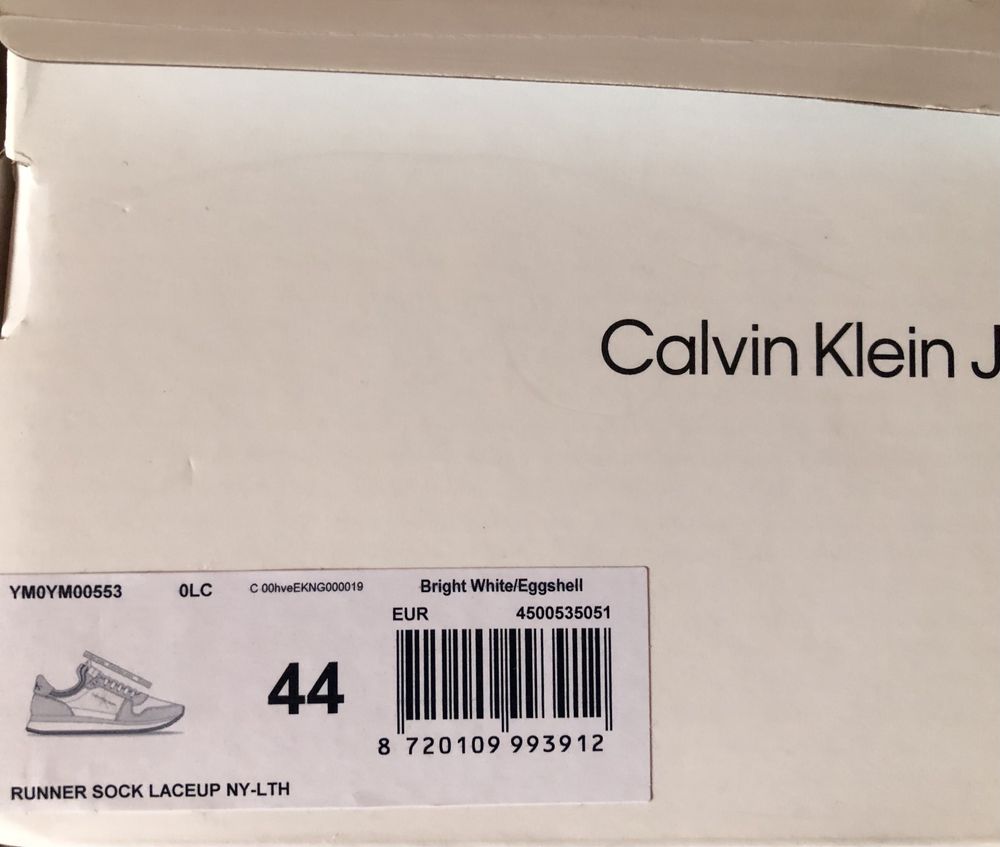 Calvin Klein J
YM0YM00553 0LC C 00hveEKNG000019 Bright White/Eggshell
EUR 4500535051
44
8 720109 993912
RUNNER SOCK LACEUP NY-LTH